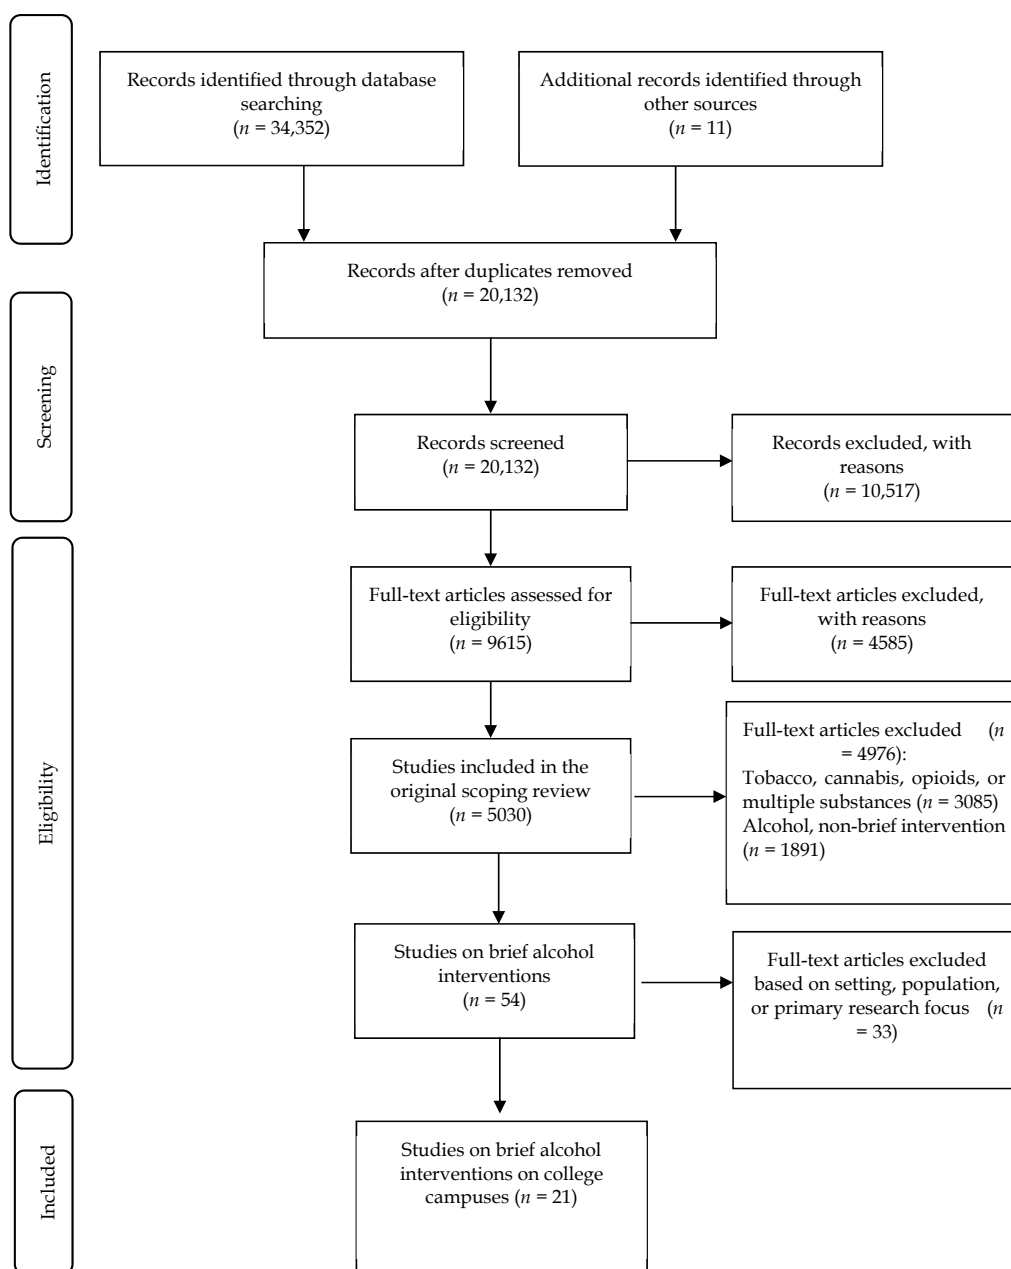 Identification
Records identified through database
searching
(n = 34,352)
Additional records identified through
other sources
(n = 11)
Records after duplicates removed
(n = 20,132)
Screening
Records screened
(n = 20,132)
Records excluded, with
reasons
(n = 10,517)
Eligibility
Full-text articles assessed for
eligibility
(n = 9615)
Full-text articles excluded,
with reasons
(n = 4585)
Studies included in the
original scoping review
(n = 5030)
Full-text articles excluded (n
= 4976):
Tobacco, cannabis, opioids, or
multiple substances (n = 3085)
Alcohol, non-brief intervention
(n = 1891)
Studies on brief alcohol
interventions
(n = 54)
Full-text articles excluded
based on setting, population,
or primary research focus (n
= 33)
Included
Studies on brief alcohol
interventions on college
campuses (n = 21)